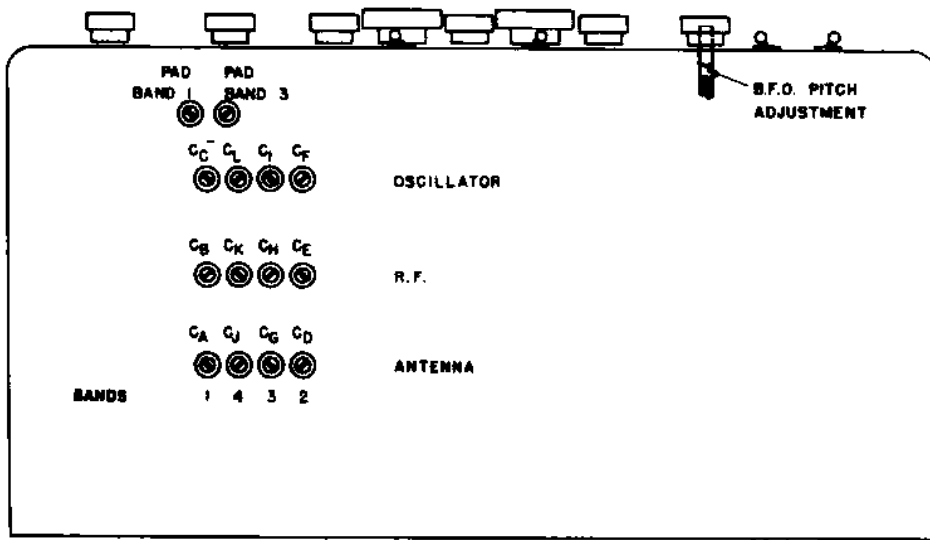 PAD PAD
BAND 1 BAND 3
B.F.O. PITCH
ADJUSTMENT
CC CL CI CF
OSCILLATOR
CB CK CH CE
R.F.
CA CJ CG CD
ANTENNA
BANDS 1 4 3 2